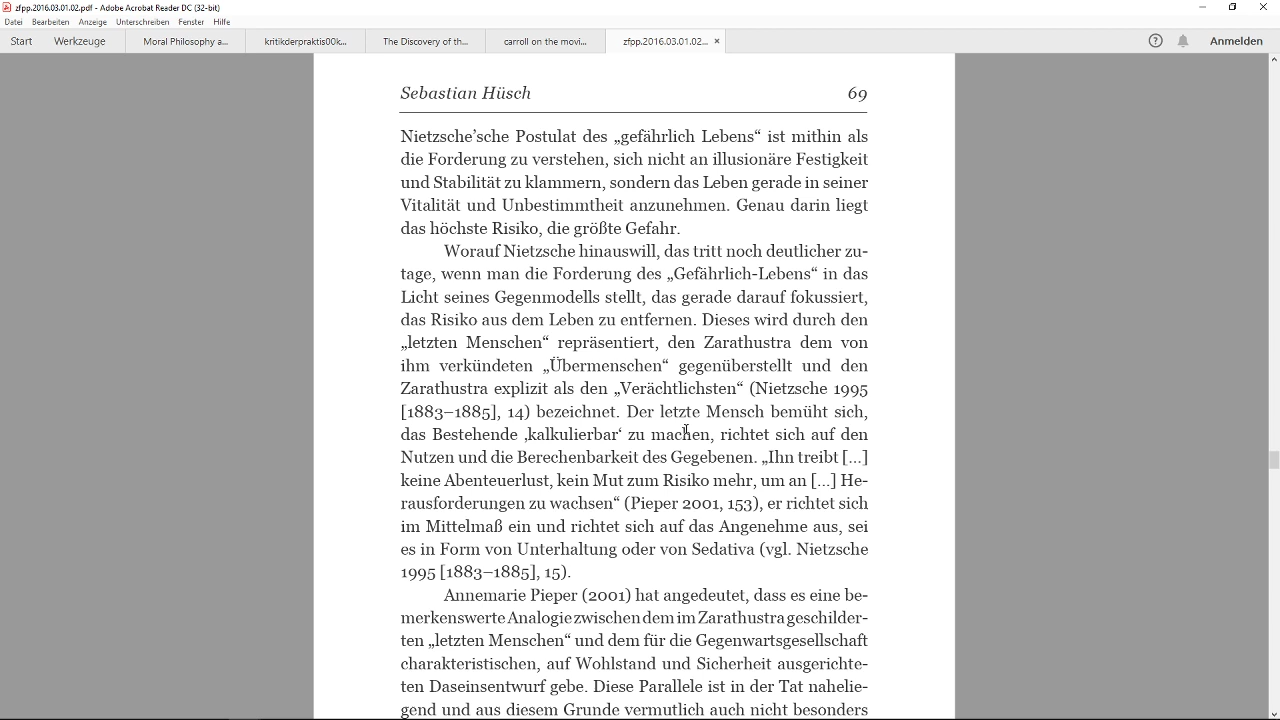 zfpp.2016.03.01.02.pdf - Adobe Acrobat Reader DC (32-bit)
Datei Bearbeiten Anzeige Unterschreiben Fenster Hilfe
Start Werkzeuge Moral Philosophy a... kritikderpraktis00k... The Discovery of th... carroll on the movi... zfpp.2016.03.01.02... × Anmelden
Sebastian Hüsch 69
Nietzsche’sche Postulat des „gefährlich Lebens“ ist mithin als
die Forderung zu verstehen, sich nicht an illusionäre Festigkeit
und Stabilität zu klammern, sondern das Leben gerade in seiner
Vitalität und Unbestimmtheit anzunehmen. Genau darin liegt
das höchste Risiko, die größte Gefahr.
Worauf Nietzsche hinauswill, das tritt noch deutlicher zu-
tage, wenn man die Forderung des „Gefährlich-Lebens“ in das
Licht seines Gegenmodells stellt, das gerade darauf fokussiert,
das Risiko aus dem Leben zu entfernen. Dieses wird durch den
„letzten Menschen“ repräsentiert, den Zarathustra dem von
ihm verkündeten „Übermenschen“ gegenüberstellt und den
Zarathustra explizit als den „Verächtlichsten“ (Nietzsche 1995
[1883–1885], 14) bezeichnet. Der letzte Mensch bemüht sich,
das Bestehende ‚kalkulierbar‘ zu machen, richtet sich auf den
Nutzen und die Berechenbarkeit des Gegebenen. „Ihn treibt [...]
keine Abenteuerlust, kein Mut zum Risiko mehr, um an [...] He-
rausforderungen zu wachsen“ (Pieper 2001, 153), er richtet sich
im Mittelmaß ein und richtet sich auf das Angenehme aus, sei
es in Form von Unterhaltung oder von Sedativa (vgl. Nietzsche
1995 [1883–1885], 15).
Annemarie Pieper (2001) hat angedeutet, dass es eine be-
merkenswerte Analogie zwischen dem im Zarathustra geschilder-
ten „letzten Menschen“ und dem für die Gegenwartsgesellschaft
charakteristischen, auf Wohlstand und Sicherheit ausgerichte-
ten Daseinsentwurf gebe. Diese Parallele ist in der Tat nahelie-
gend und aus diesem Grunde vermutlich auch nicht besonders